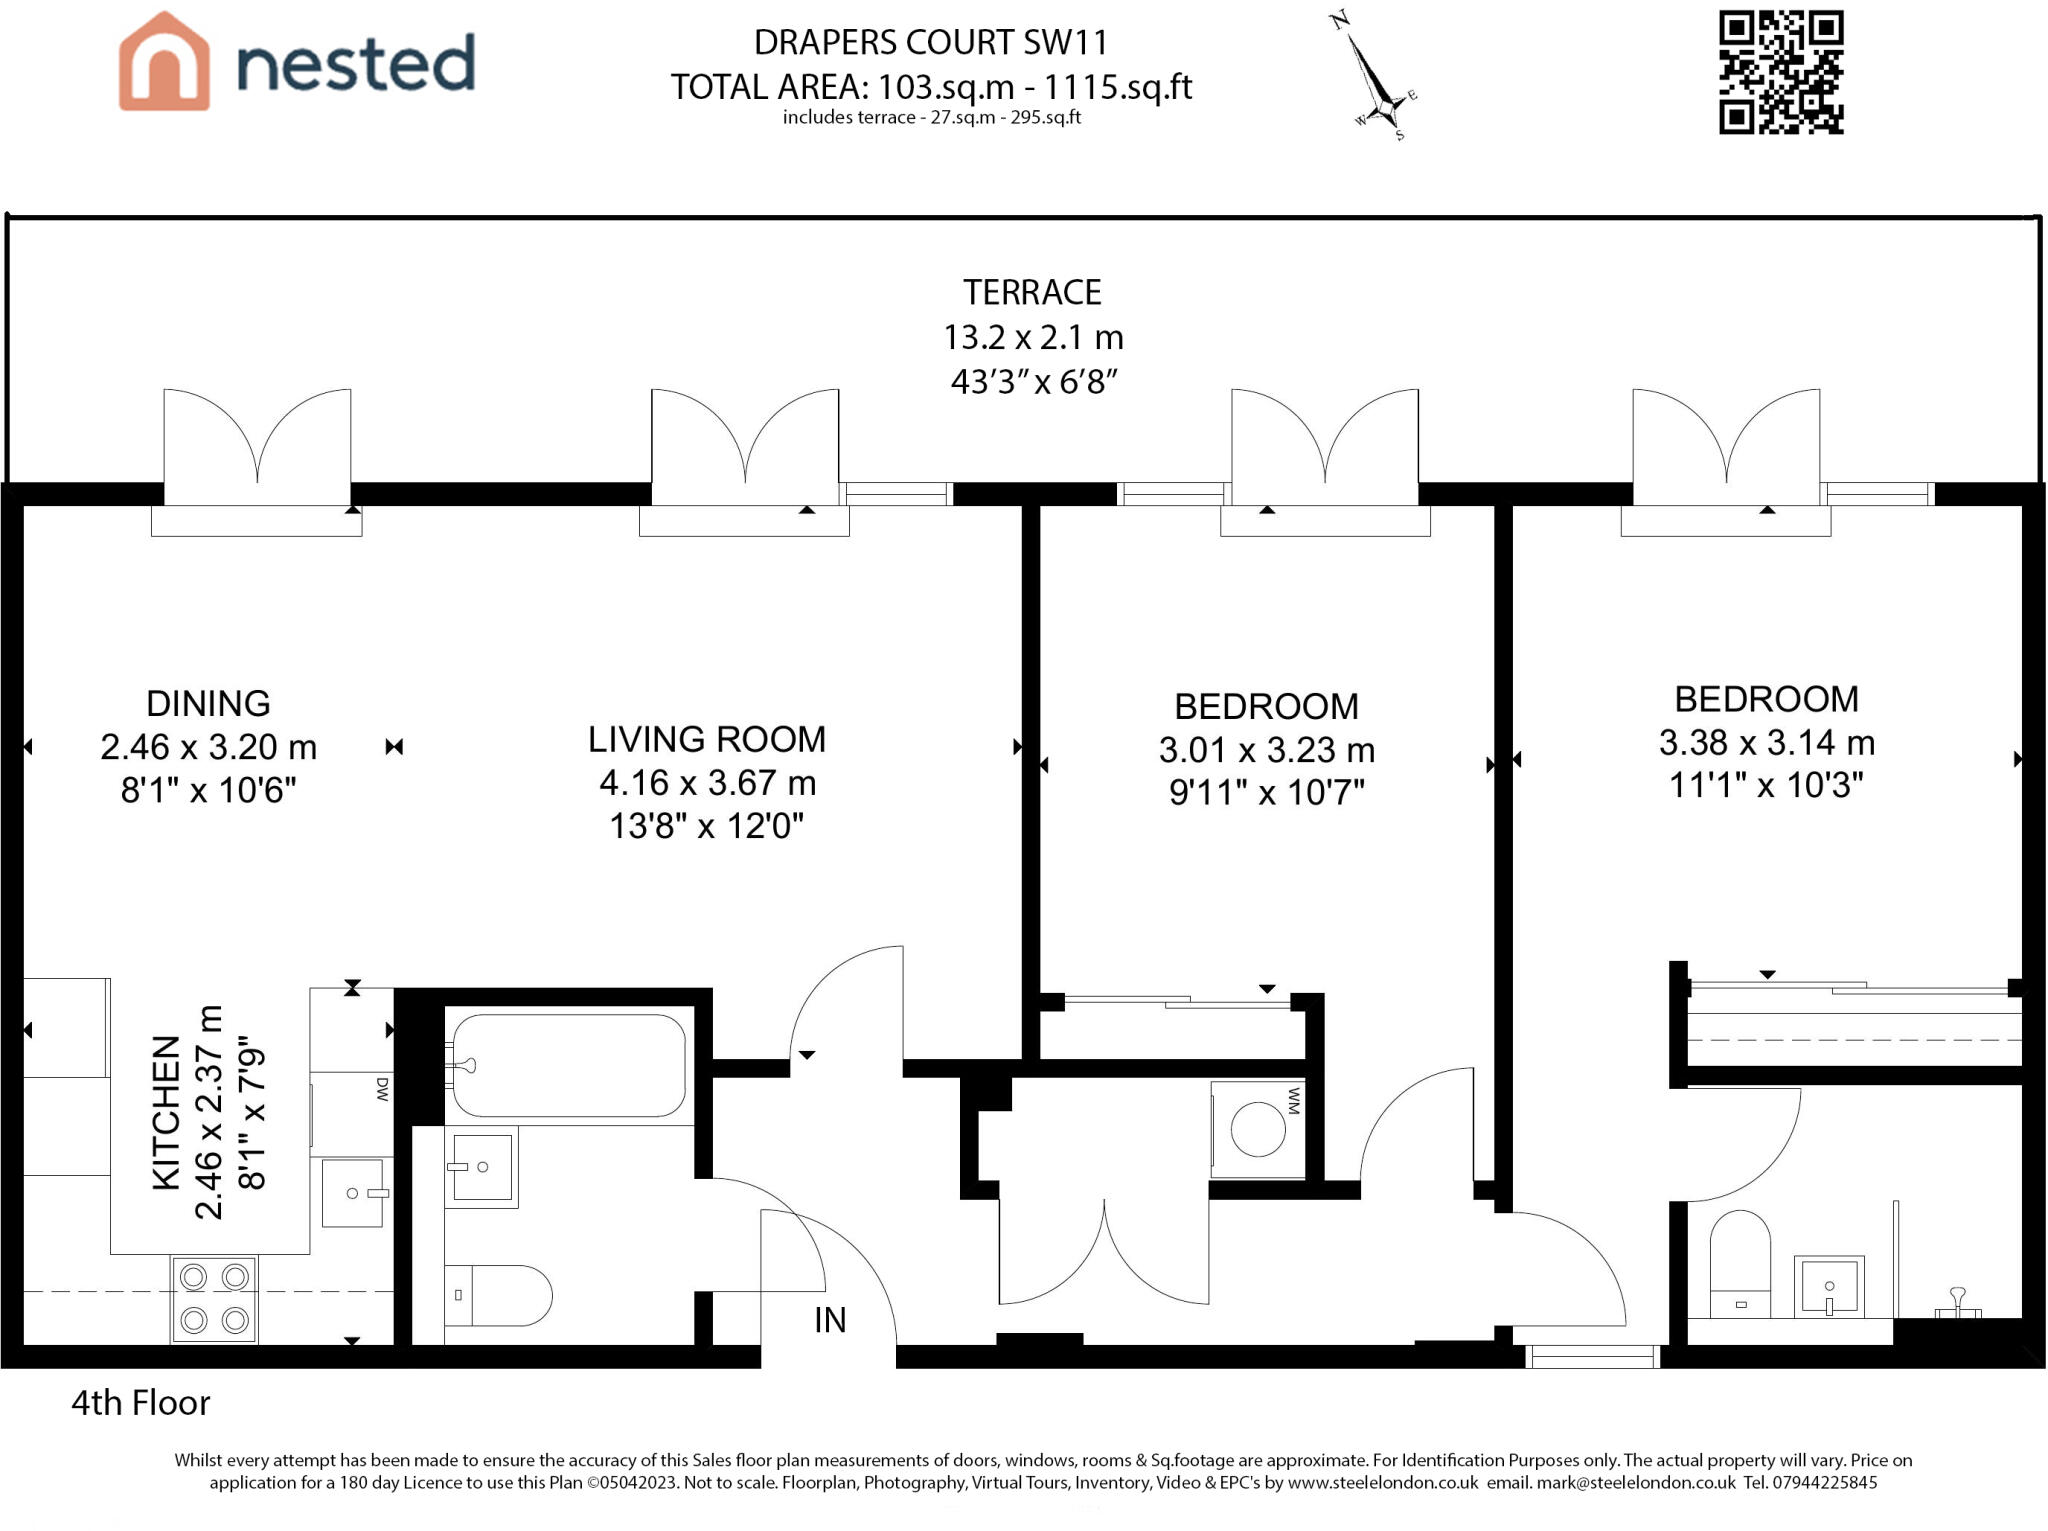 nested
DRAPERS COURT SW11
TOTAL AREA: 103.sq.m - 1115.sq.ft
includes terrace - 27.sq.m - 295.sq.ft
N
E
W
S
TERRACE
13.2 x 2.1 m
43’3” x 6’8”
DINING
2.46 x 3.20 m
8'1" x 10'6"
LIVING ROOM
4.16 x 3.67 m
13'8" x 12'0"
BEDROOM
3.01 x 3.23 m
9'11" x 10'7"
BEDROOM
3.38 x 3.14 m
11'1" x 10'3"
KITCHEN
2.46 x 2.37 m
8'1" x 7'9"
DW
WM
IN
4th Floor
Whilst every attempt has been made to ensure the accuracy of this Sales floor plan measurements of doors, windows, rooms & Sq.footage are approximate. For Identification Purposes only. The actual property will vary. Price on
application for a 180 day Licence to use this Plan ©05042023. Not to scale. Floorplan, Photography, Virtual Tours, Inventory, Video & EPC's by www.steelelondon.co.uk email. mark@steelelondon.co.uk Tel. 07944225845